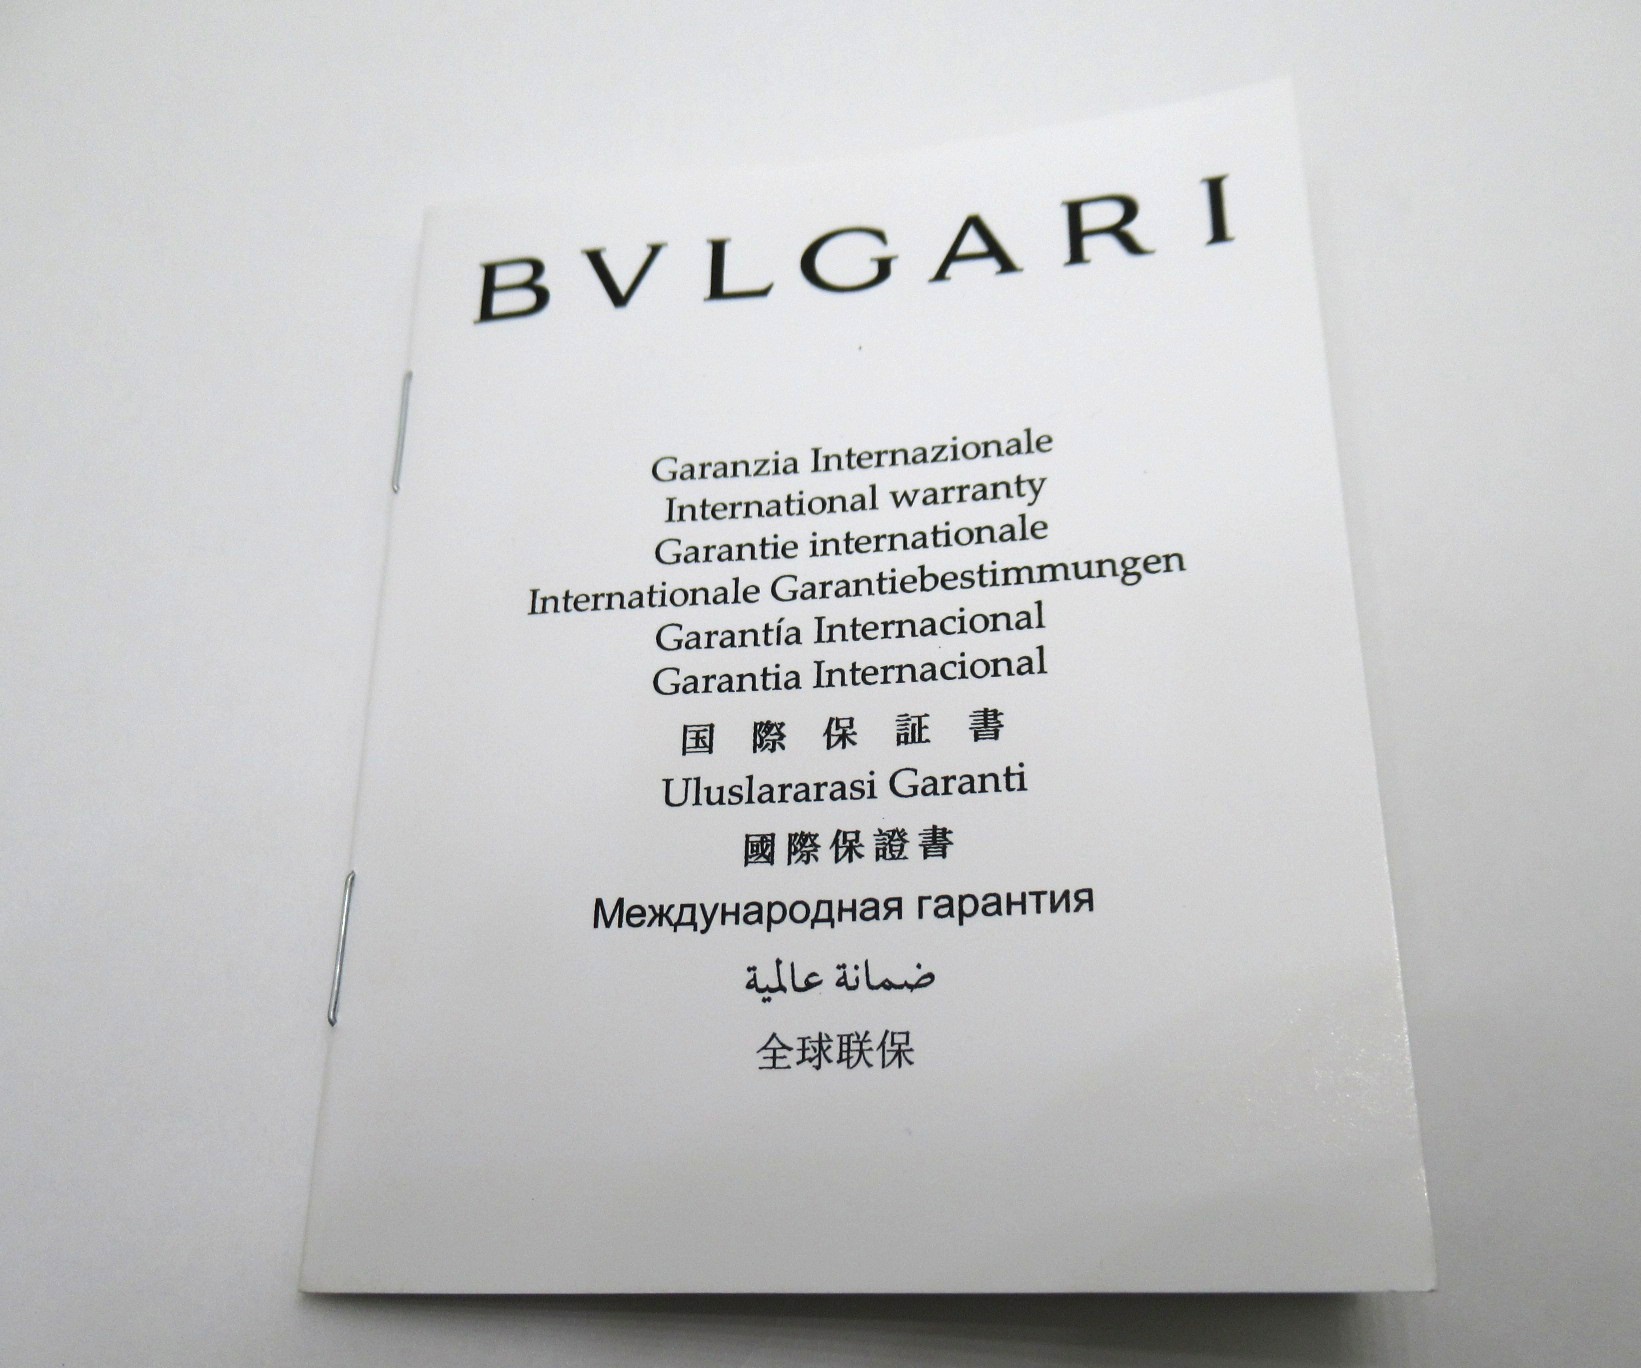 BVLGARI
Garanzia Internazionale
International warranty
Garantie internationale
Internationale Garantiebestimmungen
Garantía Internacional
Garantia Internacional
国際保証書
Uluslararasi Garanti
國際保證書
Международная гарантия
ضمانة عالمية
全球联保